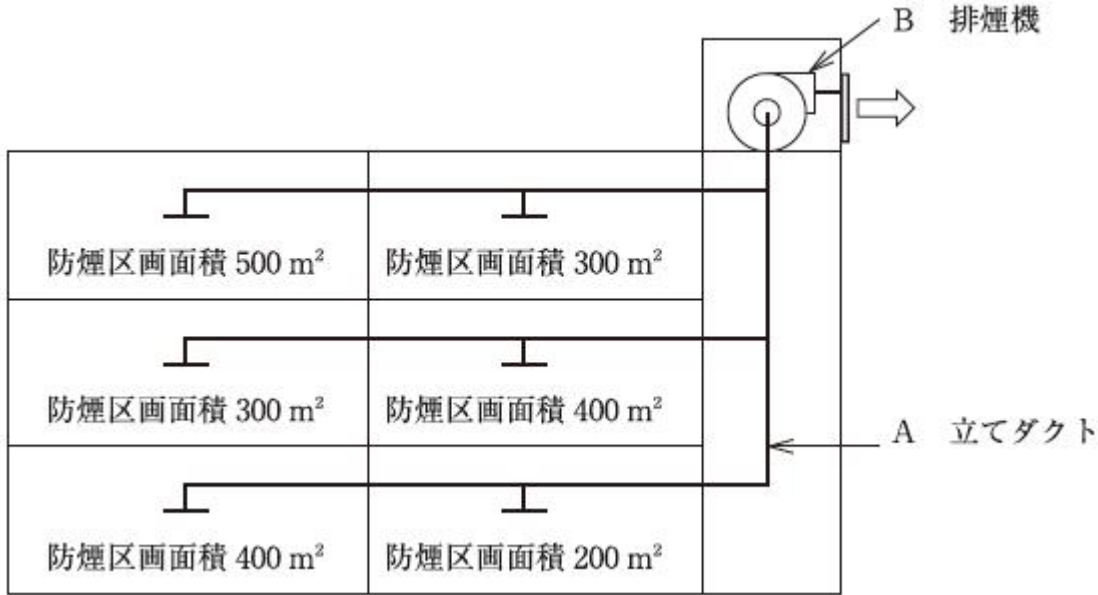 B 排煙機
防煙区画面積 500 m² 防煙区画面積 300 m²
防煙区画面積 300 m² 防煙区画面積 400 m²
A 立てダクト
防煙区画面積 400 m² 防煙区画面積 200 m²